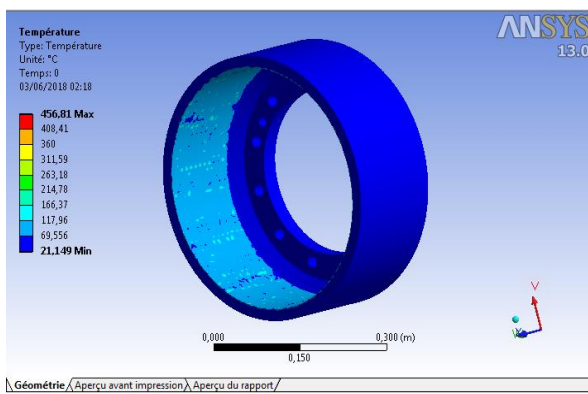 Température
Type: Température
Unité: °C
Temps: 0
03/06/2018 02:18
456,81 Max
408,41
360
311,59
263,18
214,78
166,37
117,96
69,556
21,149 Min
ANSYS
13.0
0,000
0,300 (m)
0,150
Géométrie
Aperçu avant impression
Aperçu du rapport